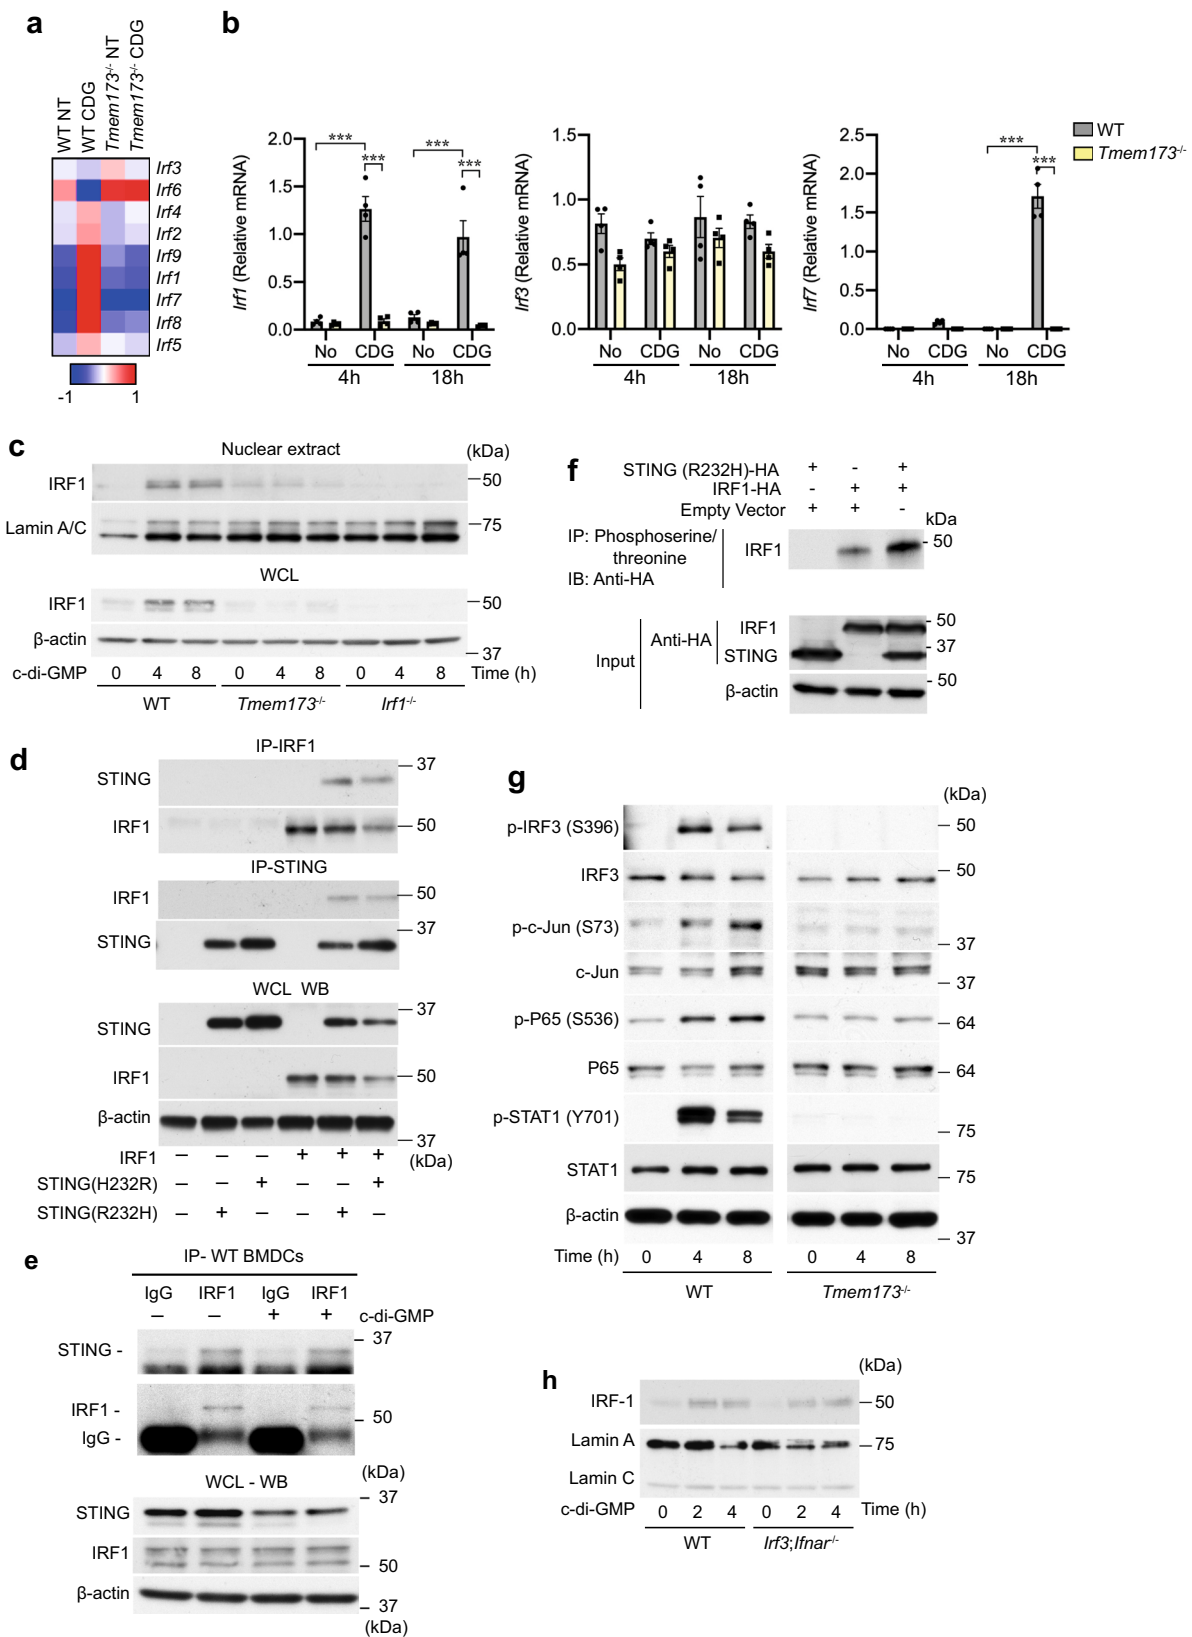 a
WT NT
WT CDG
Tmem173-/- NT
Tmem173-/- CDG
Irf3
Irf6
Irf4
Irf2
Irf9
Irf1
Irf7
Irf8
Irf5
-1 1
b
Irf1 (Relative mRNA)
2.0
1.5
1.0
0.5
0.0
*** *** *** ***
No CDG No CDG
4h 18h
Irf3 (Relative mRNA)
1.5
1.0
0.5
0.0
No CDG No CDG
4h 18h
Irf7 (Relative mRNA)
2.5
2.0
1.5
1.0
0.5
0.0
*** ***
No CDG No CDG
4h 18h
WT
Tmem173-/-
c
Nuclear extract (kDa)
IRF1 50
Lamin A/C 75
WCL
IRF1 50
β-actin
37
c-di-GMP 0 4 8 0 4 8 0 4 8 Time (h)
WT Tmem173-/- Irf1-/-
d
IP-IRF1
STING 37
IRF1 50
IP-STING
IRF1 50
STING 37
WCL WB
STING 37
IRF1 50
β-actin
37
(kDa)
IRF1 – – – + + +
STING(H232R) – – + – – +
STING(R232H) – + – – + –
e
IP- WT BMDCs
IgG IRF1 IgG IRF1
– – + + c-di-GMP
STING - 37
IRF1 - 50
IgG -
(kDa)
WCL - WB
STING 37
IRF1 50
β-actin
37
(kDa)
f
STING (R232H)-HA + - +
IRF1-HA - + +
Empty Vector + + -
kDa
IP: Phosphoserine/
threonine
IB: Anti-HA
IRF1 50
Input
Anti-HA
IRF1 50
STING 37
β-actin 50
g
(kDa)
p-IRF3 (S396) 50
IRF3 50
p-c-Jun (S73) 37
c-Jun 37
p-P65 (S536) 64
P65 64
p-STAT1 (Y701) 75
STAT1 75
β-actin 37
Time (h) 0 4 8 0 4 8
WT Tmem173-/-
h
(kDa)
IRF-1 50
Lamin A 75
Lamin C
c-di-GMP 0 2 4 0 2 4 Time (h)
WT Irf3;Ifnar-/-